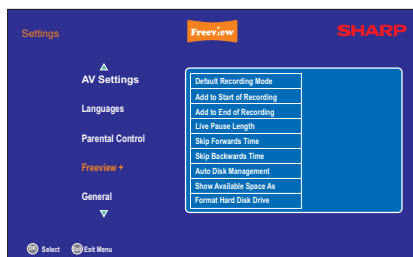 Settings
Freeview
SHARP
AV Settings
Languages
Parental Control
Freeview +
General
Default Recording Mode
Add to Start of Recording
Add to End of Recording
Live Pause Length
Skip Forwards Time
Skip Backwards Time
Auto Disk Management
Show Available Space As
Format Hard Disk Drive
OK Select Exit Exit Menu